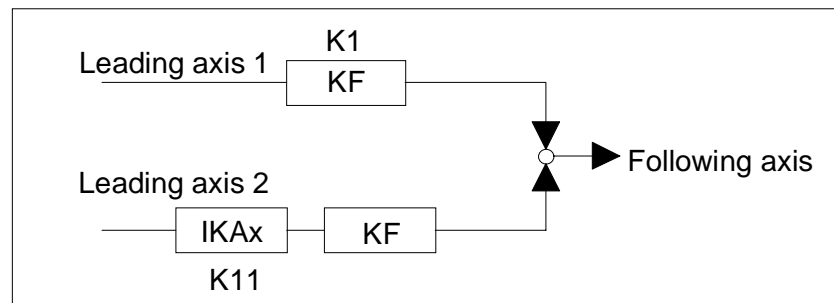 K1
Leading axis 1
KF
Following axis
Leading axis 2
IKAx
KF
K11